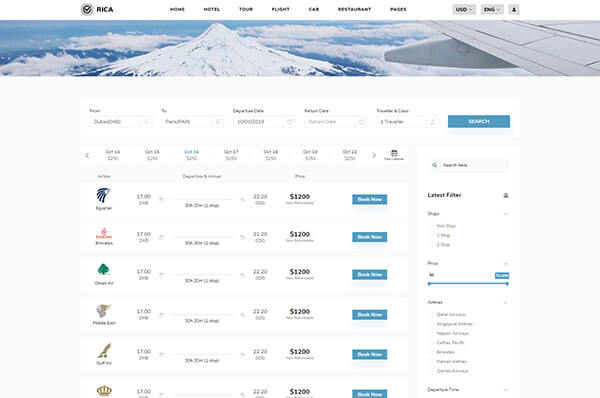 RICA HOME HOTEL TOUR FLIGHT CAB RESTAURANT PAGES USD ENG
From To Departure Date Return Date Traveller & Class
Dubai(DXB) Paris(PAR) 10/03/2019 Return Date 1 Traveller SEARCH
Oct 14 Oct 15 Oct 16 Oct 17 Oct 18 Oct 19 Oct 22
$250 $250 $250 $250 $250 $250 $250
Search here..
Airline Departure & Arrival Price
Latest Filter
17.00 22.20 $1200 Book Now
DXB 30h 20m (1 stop) CDG Non Refundable
Egyptair
Stops
Non Stop
1 Stop
2 Stop
17.00 22.20 $1200 Book Now
DXB 30h 20m (1 stop) CDG Non Refundable
Emirates
Price
$0
17.00 22.20 $1200 Book Now
DXB 30h 20m (1 stop) CDG Non Refundable
Oman Air
Airlines
Qatar Airways
Singapore Airlines
Nippon Airways
Cathay Pacific
Emirates
Hainan Airlines
Qantas Airways
17.00 22.20 $1200 Book Now
DXB 30h 20m (1 stop) CDG Non Refundable
Middle East
17.00 22.20 $1200 Book Now
DXB 30h 20m (1 stop) CDG Non Refundable
Gulf Air
17.00 22.20 $1200 Book Now
Departure Time
DXB 30h 20m (1 stop) CDG Non Refundable